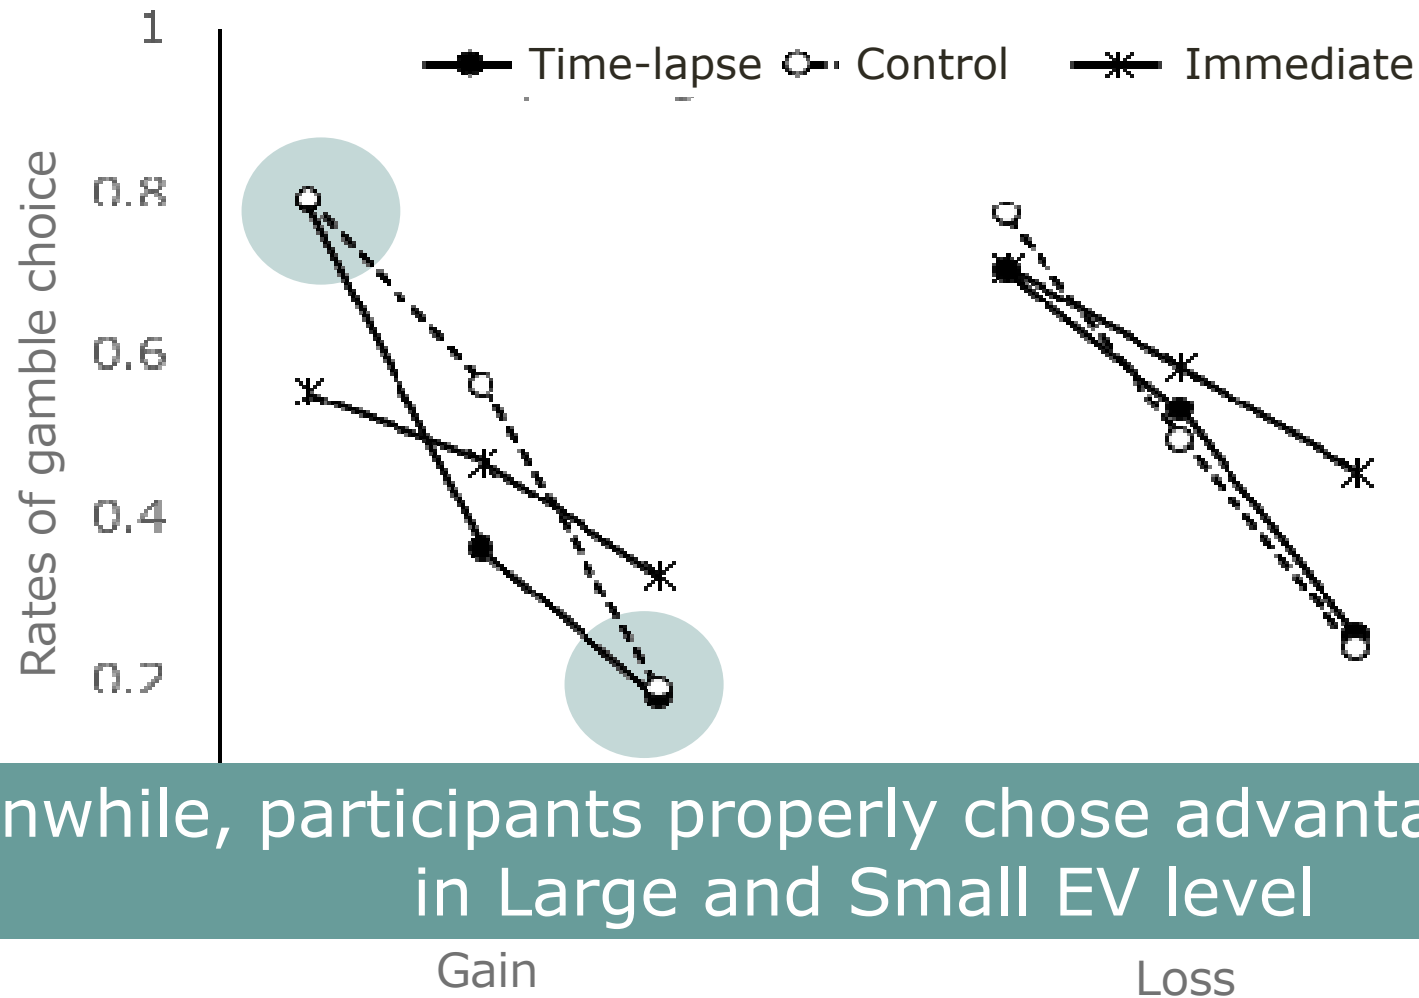 1
Time-lapse Control Immediate
Rates of gamble choice
0.8
0.6
0.4
0.2
nwhile, participants properly chose advanta
in Large and Small EV level
Gain
Loss